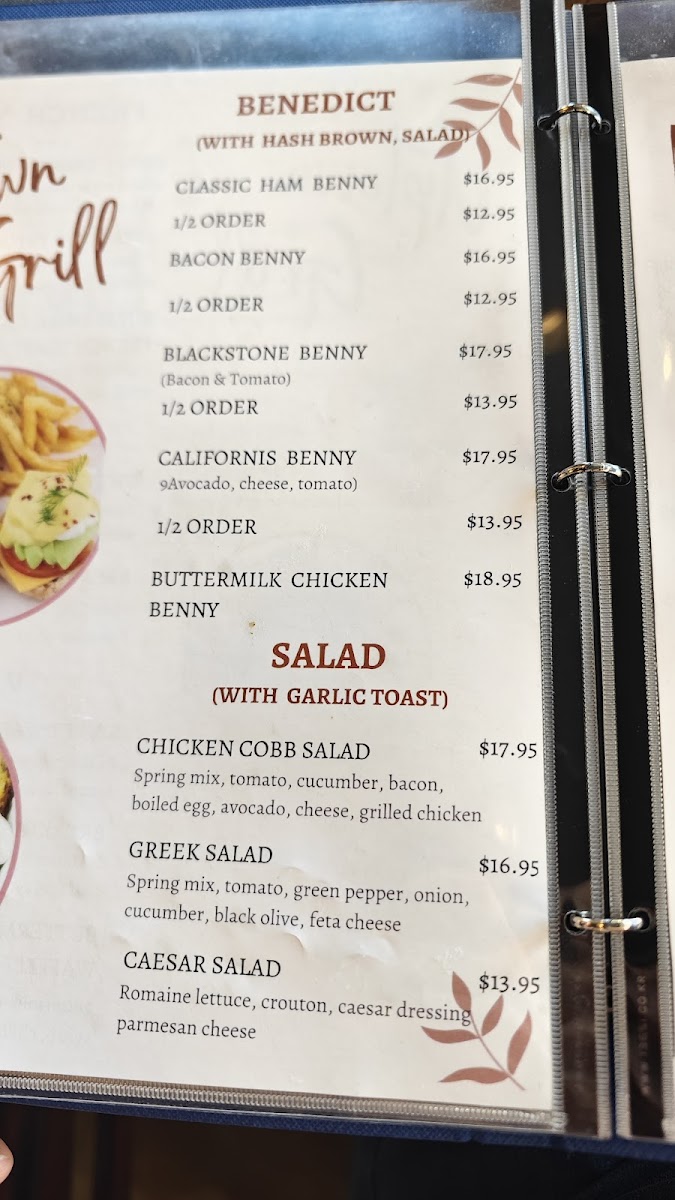 Grill
BENEDICT
(WITH HASH BROWN, SALAD)
CLASSIC HAM BENNY $16.95
1/2 ORDER $12.95
BACON BENNY $16.95
1/2 ORDER $12.95
BLACKSTONE BENNY $17.95
(Bacon & Tomato)
1/2 ORDER $13.95
CALIFORNIS BENNY $17.95
9Avocado, cheese, tomato)
1/2 ORDER $13.95
BUTTERMILK CHICKEN $18.95
BENNY
SALAD
(WITH GARLIC TOAST)
CHICKEN COBB SALAD $17.95
Spring mix, tomato, cucumber, bacon,
boiled egg, avocado, cheese, grilled chicken
GREEK SALAD $16.95
Spring mix, tomato, green pepper, onion,
cucumber, black olive, feta cheese
CAESAR SALAD $13.95
Romaine lettuce, crouton, caesar dressing
parmesan cheese